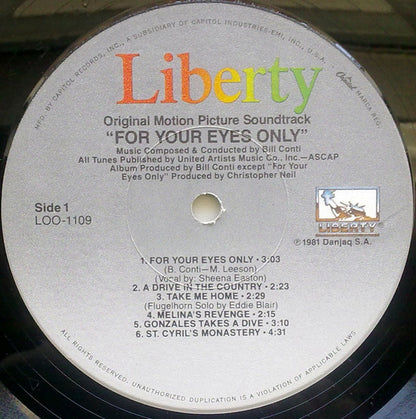 MFG. BY CAPITOL RECORDS, INC., A SUBSIDIARY OF CAPITOL INDUSTRIES-EMI, INC., U.S.A.
Capitol MARCA REG.
Liberty
Original Motion Picture Soundtrack
"FOR YOUR EYES ONLY"
Music Composed & Conducted by Bill Conti
All Tunes Published by United Artists Music Co., Inc.—ASCAP
Album Produced by Bill Conti except "For Your
Eyes Only" Produced by Christopher Neil
Side 1
LOO-1109
LIBERTY
℗1981 Danjaq S.A.
1. FOR YOUR EYES ONLY • 3:03
(B. Conti—M. Leeson)
(Vocal by: Sheena Easton)
2. A DRIVE IN THE COUNTRY • 2:23
3. TAKE ME HOME • 2:29
(Flugelhorn Solo by Eddie Blair)
4. MELINA'S REVENGE • 2:15
5. GONZALES TAKES A DIVE • 3:10
6. ST. CYRIL'S MONASTERY • 4:31
ALL RIGHTS RESERVED. UNAUTHORIZED DUPLICATION IS A VIOLATION OF APPLICABLE LAWS